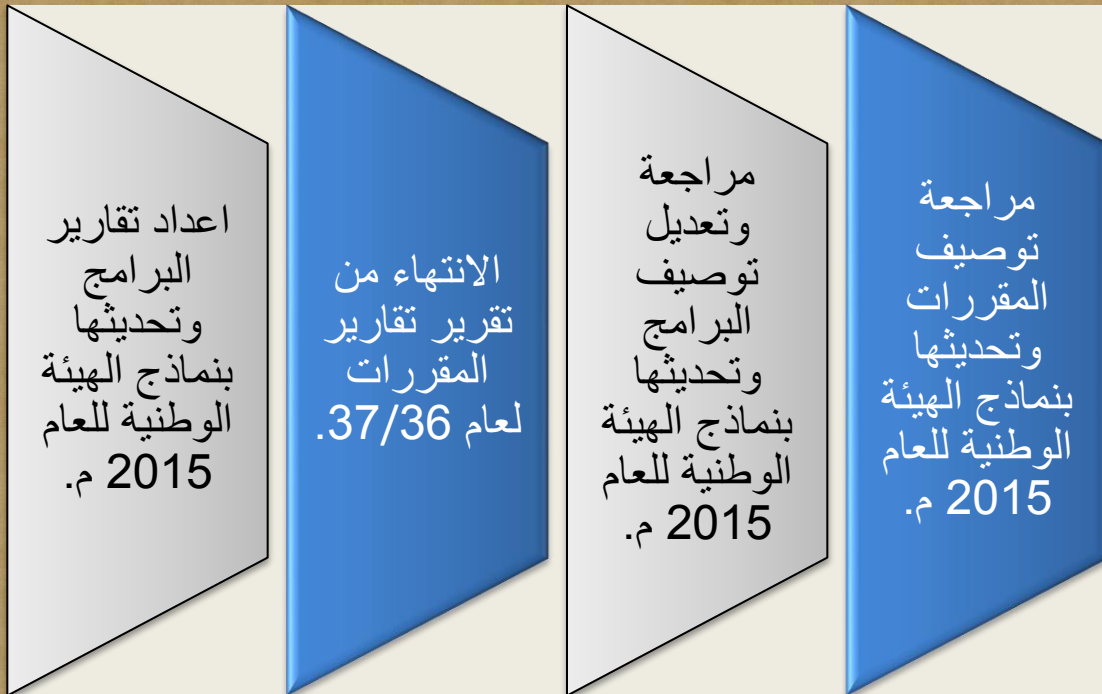 مراجعة
توصيف
المقررات
وتحديثها
بنماذج الهيئة
الوطنية للعام
2015 م.
مراجعة
وتعديل
توصيف
البرامج
وتحديثها
بنماذج الهيئة
الوطنية للعام
2015 م.
الانتهاء من
تقرير تقارير
المقررات
لعام 37/36.
اعداد تقارير
البرامج
وتحديثها
بنماذج الهيئة
الوطنية للعام
2015 م.